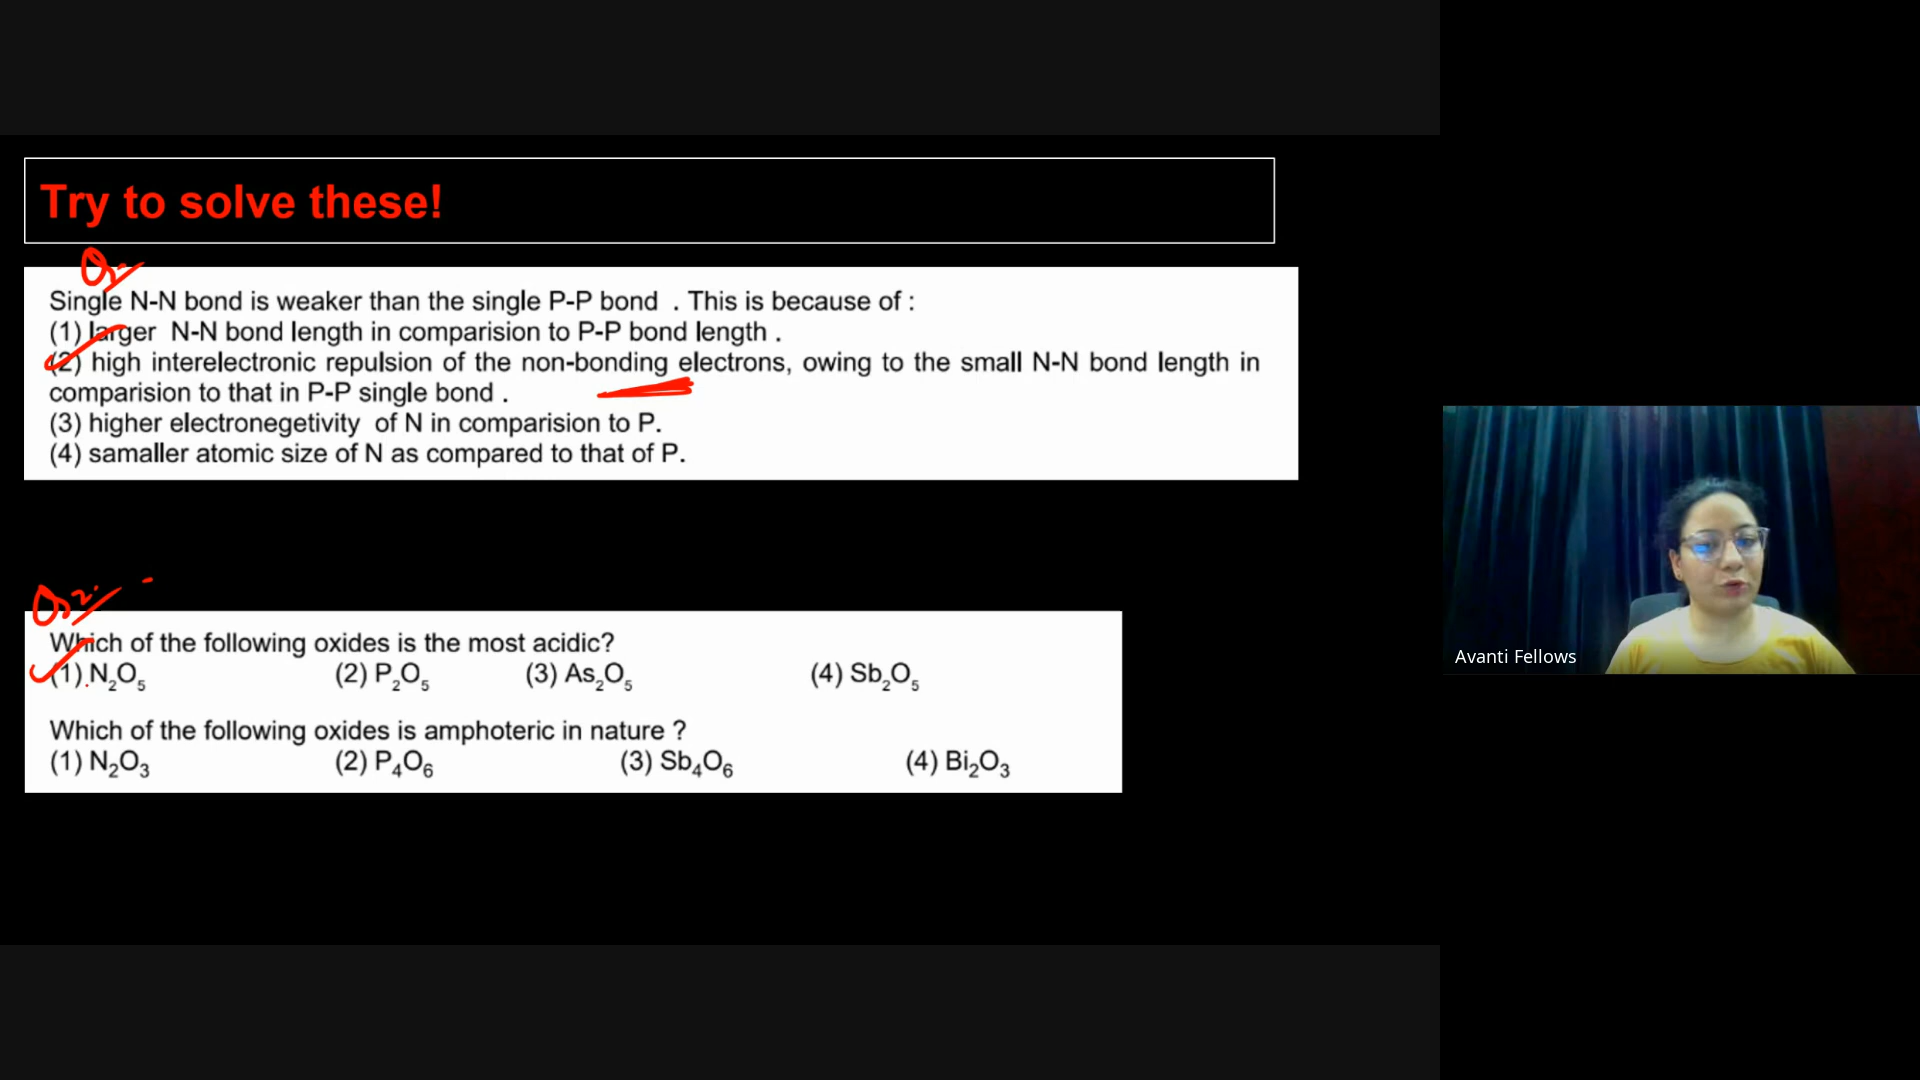 Try to solve these!
Q1.
Single N-N bond is weaker than the single P-P bond . This is because of :
(1) larger N-N bond length in comparision to P-P bond length .
(2) high interelectronic repulsion of the non-bonding electrons, owing to the small N-N bond length in
comparision to that in P-P single bond .
(3) higher electronegetivity of N in comparision to P.
(4) samaller atomic size of N as compared to that of P.
Q2.
Which of the following oxides is the most acidic?
(1) N₂O₅ (2) P₂O₅ (3) As₂O₅ (4) Sb₂O₅
Which of the following oxides is amphoteric in nature ?
(1) N₂O₃ (2) P₄O₆ (3) Sb₄O₆ (4) Bi₂O₃
Avanti Fellows